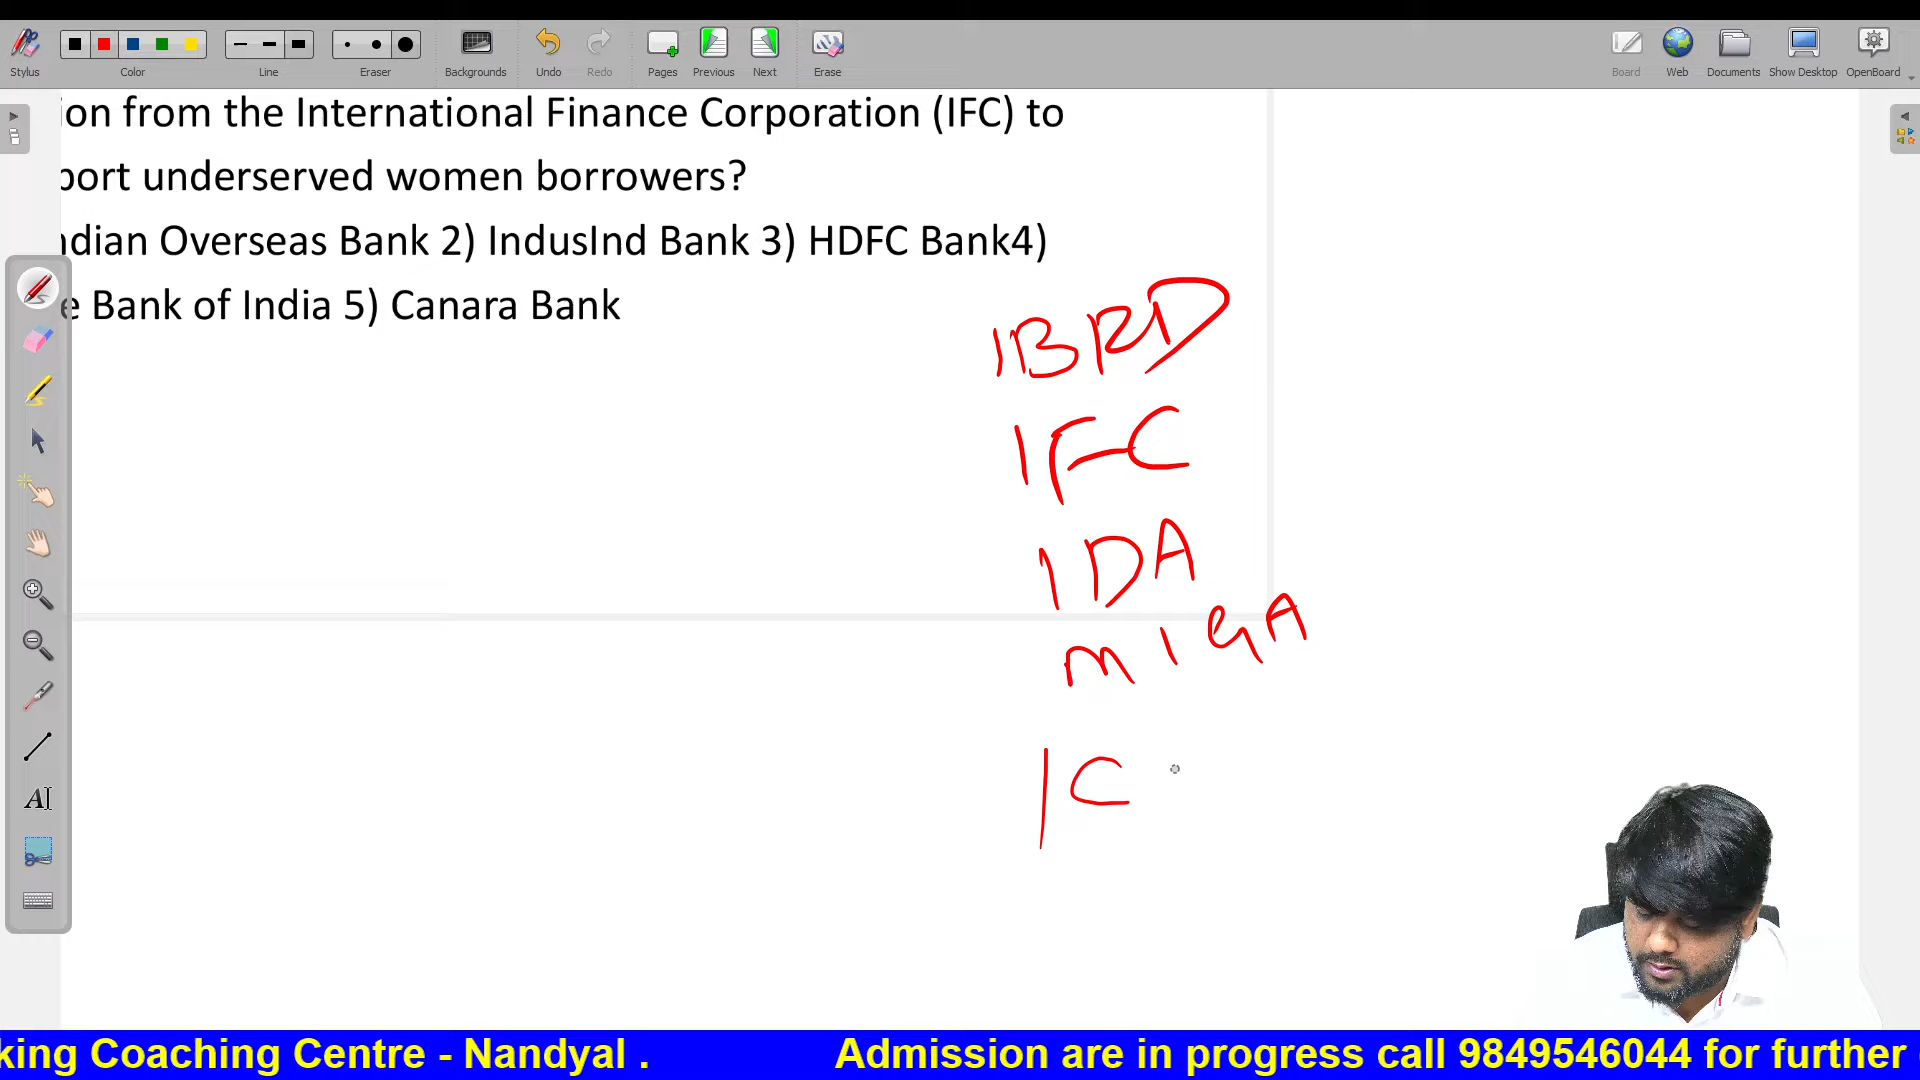 Stylus Color Line Eraser Backgrounds Undo Redo Pages Previous Next Erase Board Web Documents Show Desktop OpenBoard
ion from the International Finance Corporation (IFC) to
port underserved women borrowers?
ndian Overseas Bank 2) IndusInd Bank 3) HDFC Bank4)
e Bank of India 5) Canara Bank
IBRD
IFC
IDA
MIGA
IC
king Coaching Centre - Nandyal . Admission are in progress call 9849546044 for further